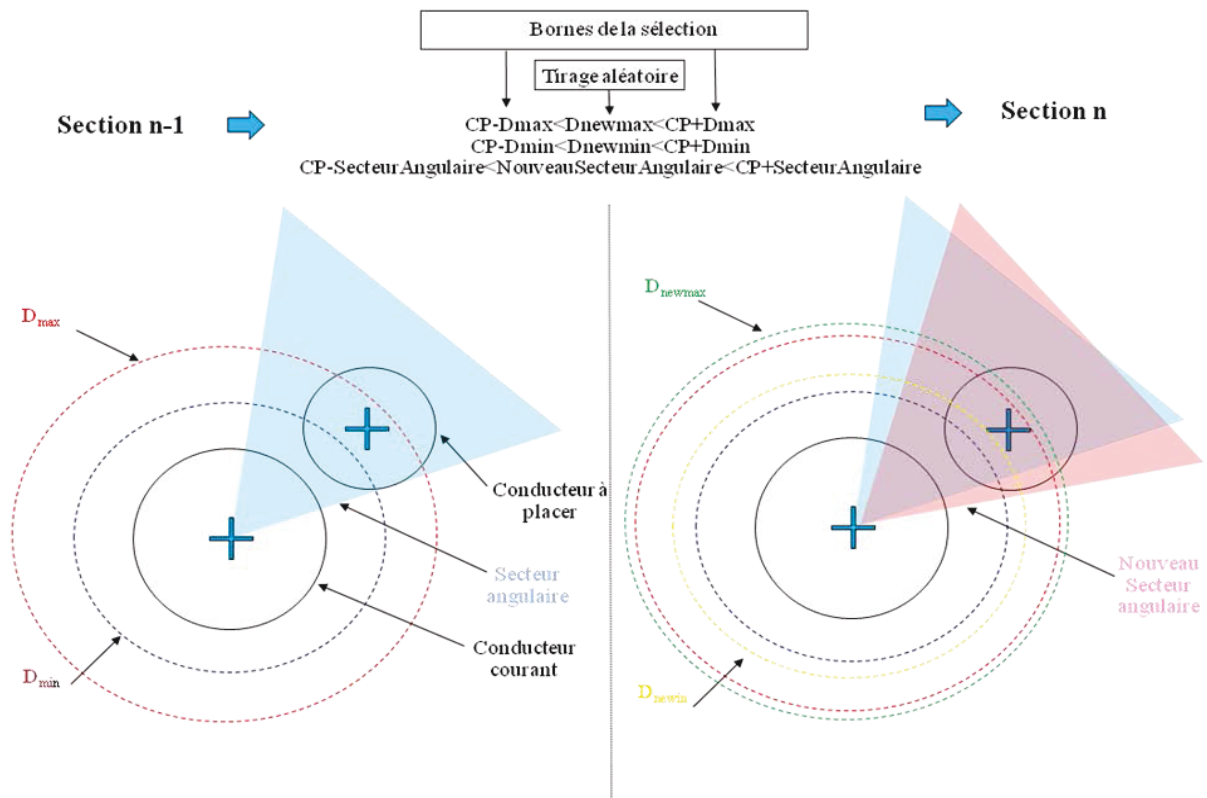 Bornes de la sélection
Tirage aléatoire
Section n-1
Section n
CP-Dmax<Dnewmax<CP+Dmax
CP-Dmin<Dnewmin<CP+Dmin
CP-SecteurAngulaire<NouveauSecteurAngulaire<CP+SecteurAngulaire
Dmax
Conducteur à
placer
Secteur
angulaire
Conducteur
courant
Dmin
Dnewmax
Nouveau
Secteur
angulaire
Dnewin